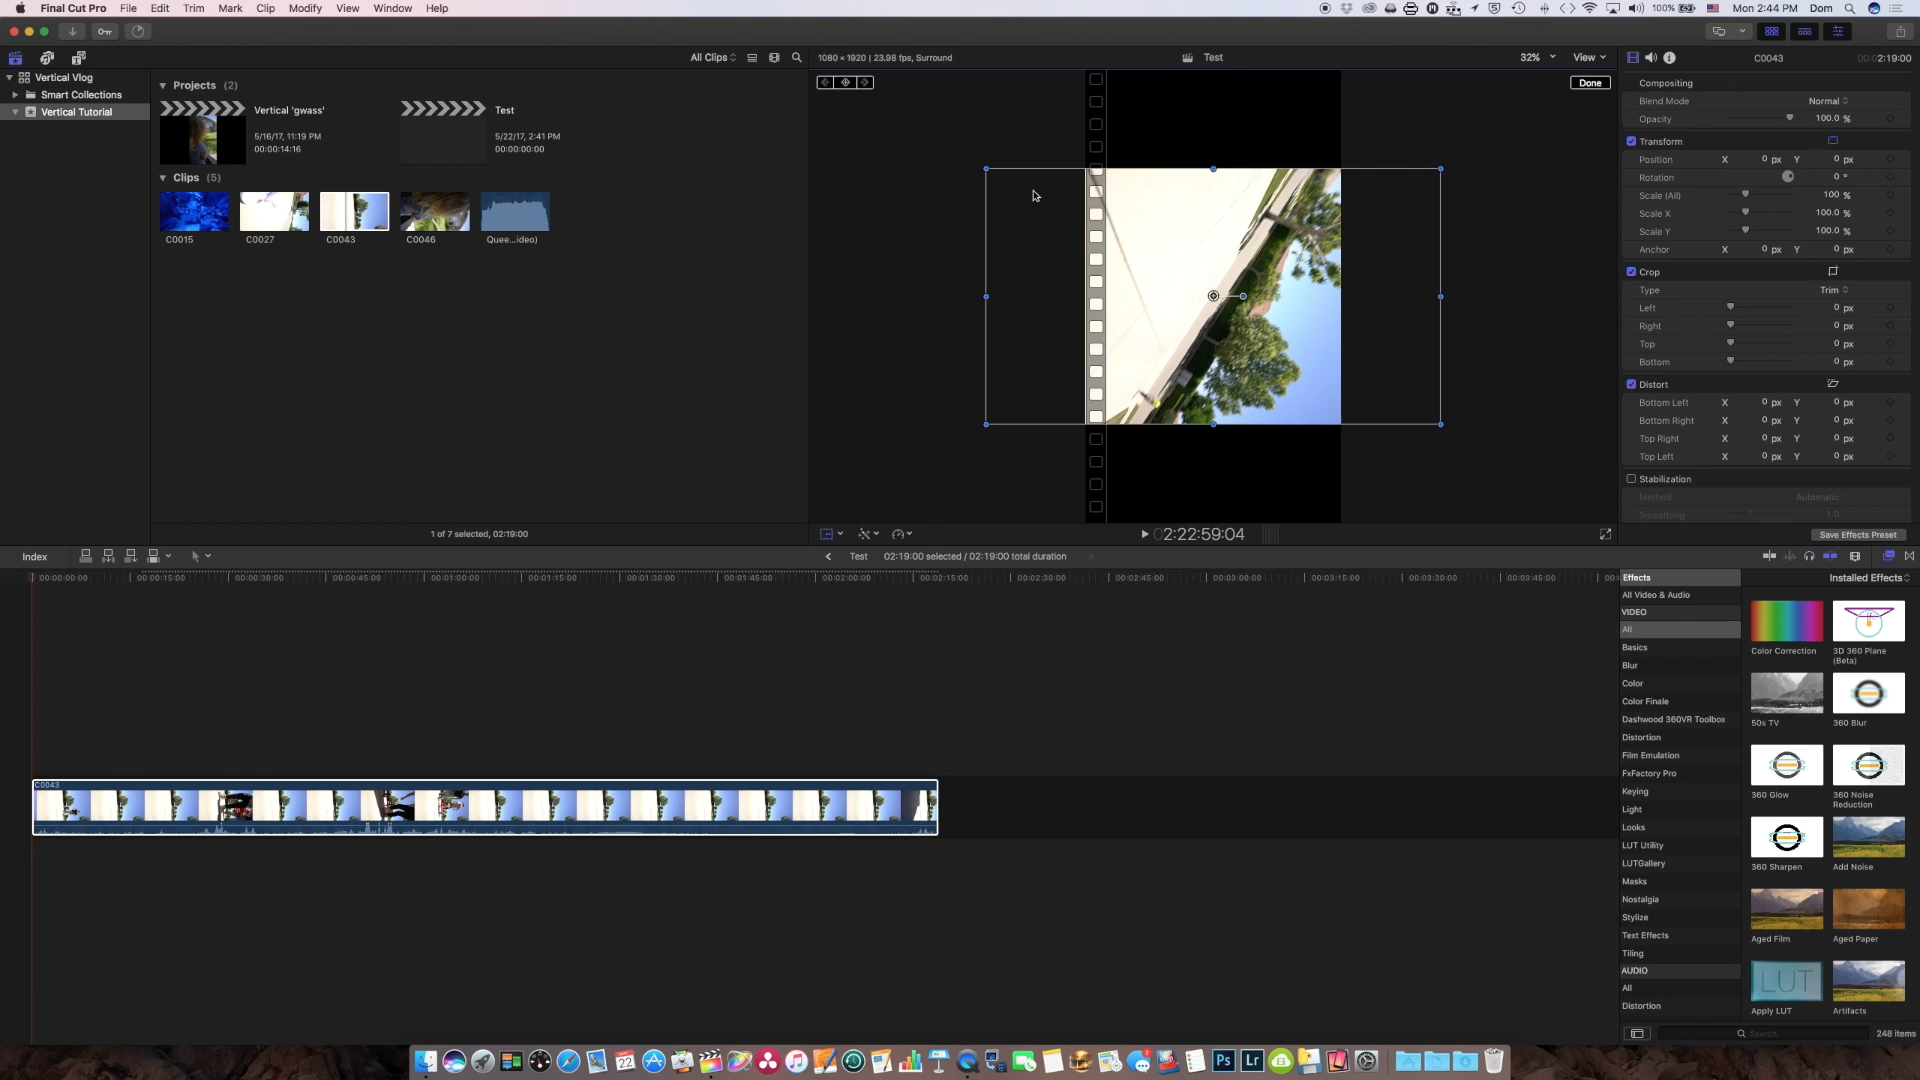 Final Cut Pro File Edit Trim Mark Clip Modify View Window Help 100% Mon 2:44 PM Dom
All Clips 1080 × 1920 | 23.98 fps, Surround Test 32% View C0043 00:02:19:00
Vertical Vlog
Smart Collections
Vertical Tutorial
Projects (2)
Vertical 'gwass'
5/16/17, 11:19 PM
00:00:14:16
Test
5/22/17, 2:41 PM
00:00:00:00
Clips (5)
C0015 C0027 C0043 C0046 Quee...ideo)
1 of 7 selected, 02:19:00
Done
2:22:59:04
Compositing
Blend Mode Normal
Opacity 100.0 %
Transform
Position X 0 px Y 0 px
Rotation 0 °
Scale (All) 100 %
Scale X 100.0 %
Scale Y 100.0 %
Anchor X 0 px Y 0 px
Crop
Type Trim
Left 0 px
Right 0 px
Top 0 px
Bottom 0 px
Distort
Bottom Left X 0 px Y 0 px
Bottom Right X 0 px Y 0 px
Top Right X 0 px Y 0 px
Top Left X 0 px Y 0 px
Stabilization
Method Automatic
Smoothing 1.0
Save Effects Preset
Index Test 02:19:00 selected / 02:19:00 total duration
00:00:00:00 00:00:15:00 00:00:30:00 00:00:45:00 00:01:00:00 00:01:15:00 00:01:30:00 00:01:45:00 00:02:00:00 00:02:15:00 00:02:30:00 00:02:45:00 00:03:00:00 00:03:15:00 00:03:30:00 00:03:45:00 00:0
C0043
Effects Installed Effects
All Video & Audio
VIDEO
All
Basics
Blur
Color
Color Finale
Dashwood 360VR Toolbox
Distortion
Film Emulation
FxFactory Pro
Keying
Light
Looks
LUT Utility
LUTGallery
Masks
Nostalgia
Stylize
Text Effects
Tiling
AUDIO
All
Distortion
Color Correction
3D 360 Plane
(Beta)
50s TV
360 Blur
360 Glow
360 Noise
Reduction
360 Sharpen
Add Noise
Aged Film
Aged Paper
LUT
Apply LUT
Artifacts
Search 248 items
22
Ps Lr